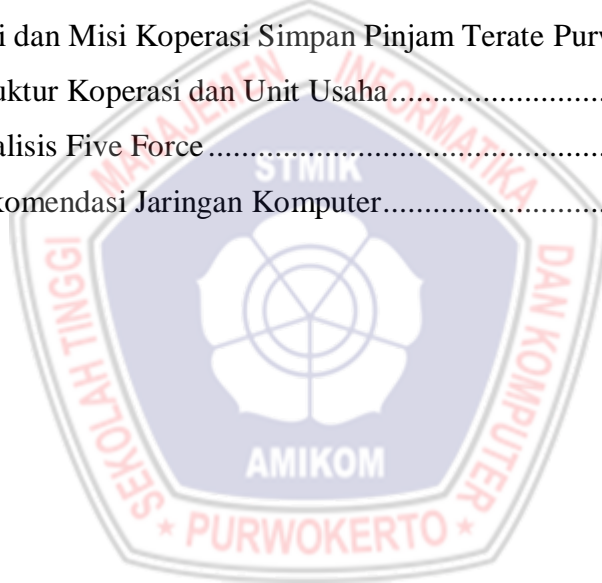 i dan Misi Koperasi Simpan Pinjam Terate Purw
uktur Koperasi dan Unit Usaha..............................
alisis Five Force..........................................................
komendasi Jaringan Komputer................................
SEKOLAH TINGGI MANAJEMEN INFORMATIKA DAN KOMPUTER
STMIK
AMIKOM
* PURWOKERTO *